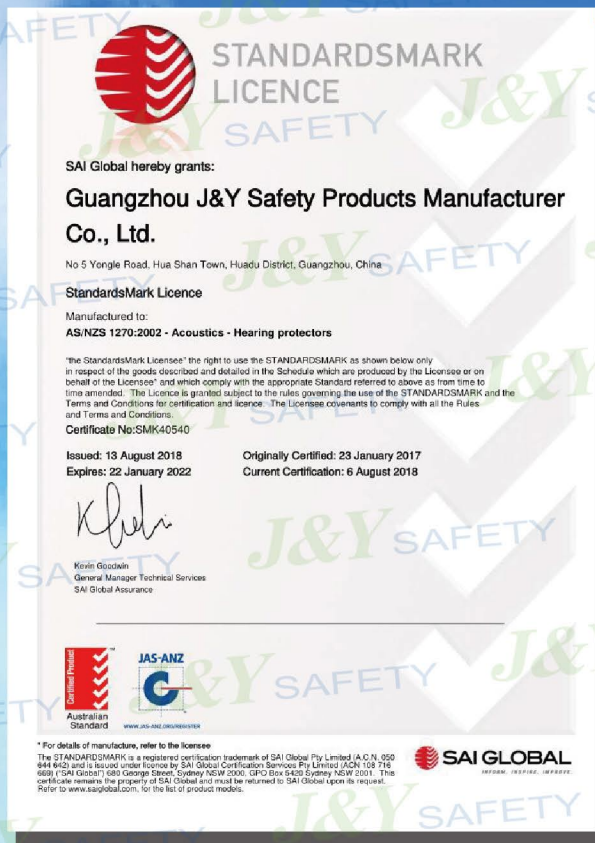 STANDARDSMARK
LICENCE
SAI Global hereby grants:
Guangzhou J&Y Safety Products Manufacturer
Co., Ltd.
No 5 Yongle Road, Hua Shan Town, Huadu District, Guangzhou, China
StandardsMark Licence
Manufactured to:
AS/NZS 1270:2002 - Acoustics - Hearing protectors
"the StandardsMark Licensee" the right to use the STANDARDSMARK as shown below only
in respect of the goods described and detailed in the Schedule which are produced by the Licensee or on
behalf of the Licensee* and which comply with the appropriate Standard referred to above as from time to
time amended. The Licence is granted subject to the rules governing the use of the STANDARDSMARK and the
Terms and Conditions for certification and licence. The Licensee covenants to comply with all the Rules
and Terms and Conditions.
Certificate No:SMK40540
Issued: 13 August 2018
Originally Certified: 23 January 2017
Expires: 22 January 2022
Current Certification: 6 August 2018
Kevin Goodwin
General Manager Technical Services
SAI Global Assurance
Certified Product
Australian
Standard
JAS-ANZ
WWW.JAS-ANZ.ORG/REGISTER
* For details of manufacture, refer to the licensee
The STANDARDSMARK is a registered certification trademark of SAI Global Pty Limited (A.C.N. 050
644 642) and is issued under licence by SAI Global Certification Services Pty Limited (ACN 108 716
669) ("SAI Global") 680 George Street, Sydney NSW 2000, GPO Box 5420 Sydney NSW 2001. This
certificate remains the property of SAI Global and must be returned to SAI Global upon its request.
Refer to www.saiglobal.com, for the list of product models.
SAI GLOBAL
INFORM. INSPIRE. IMPROVE.
J&Y SAFETY